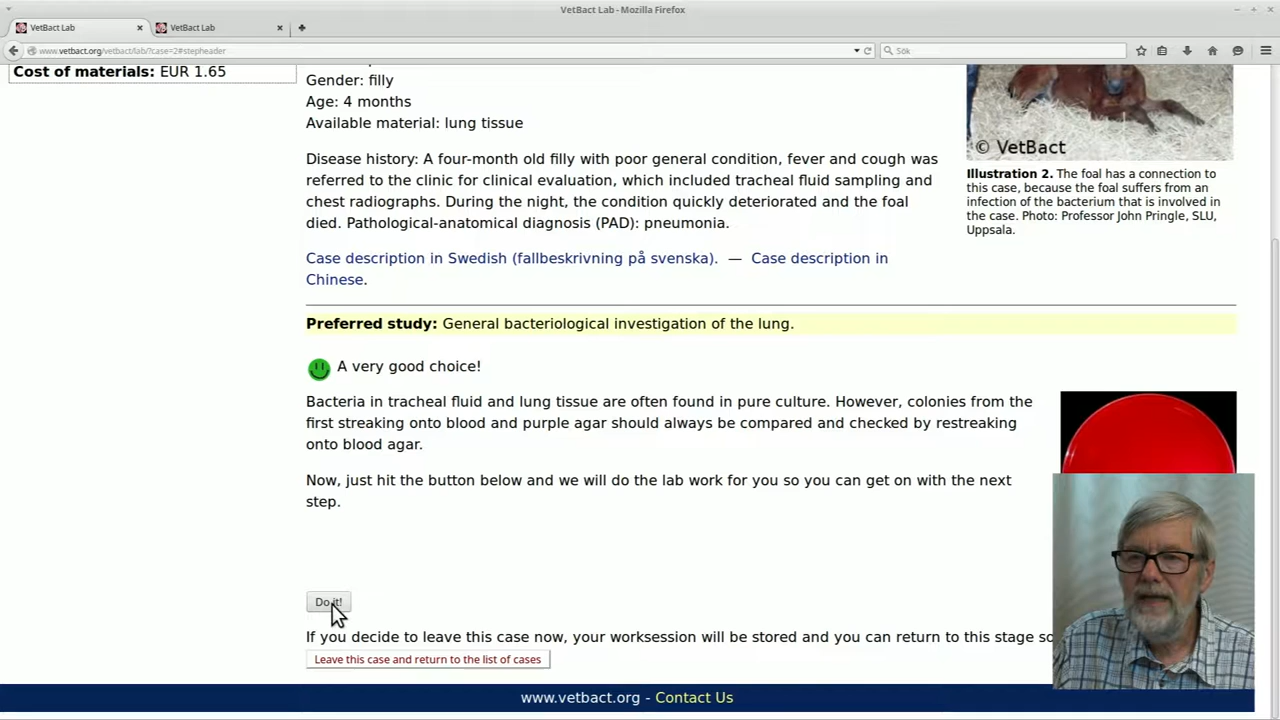 VetBact Lab - Mozilla Firefox
VetBact Lab
VetBact Lab
www.vetbact.org/vetbact/lab/?case=2#stepheader
Sök
Cost of materials: EUR 1.65
Gender: filly
Age: 4 months
Available material: lung tissue
Disease history: A four-month old filly with poor general condition, fever and cough was
referred to the clinic for clinical evaluation, which included tracheal fluid sampling and
chest radiographs. During the night, the condition quickly deteriorated and the foal
died. Pathological-anatomical diagnosis (PAD): pneumonia.
Case description in Swedish (fallbeskrivning på svenska). — Case description in
Chinese.
© VetBact
Illustration 2. The foal has a connection to
this case, because the foal suffers from an
infection of the bacterium that is involved in
the case. Photo: Professor John Pringle, SLU,
Uppsala.
Preferred study: General bacteriological investigation of the lung.
A very good choice!
Bacteria in tracheal fluid and lung tissue are often found in pure culture. However, colonies from the
first streaking onto blood and purple agar should always be compared and checked by restreaking
onto blood agar.
Now, just hit the button below and we will do the lab work for you so you can get on with the next
step.
Do it!
If you decide to leave this case now, your worksession will be stored and you can return to this stage
Leave this case and return to the list of cases
www.vetbact.org - Contact Us